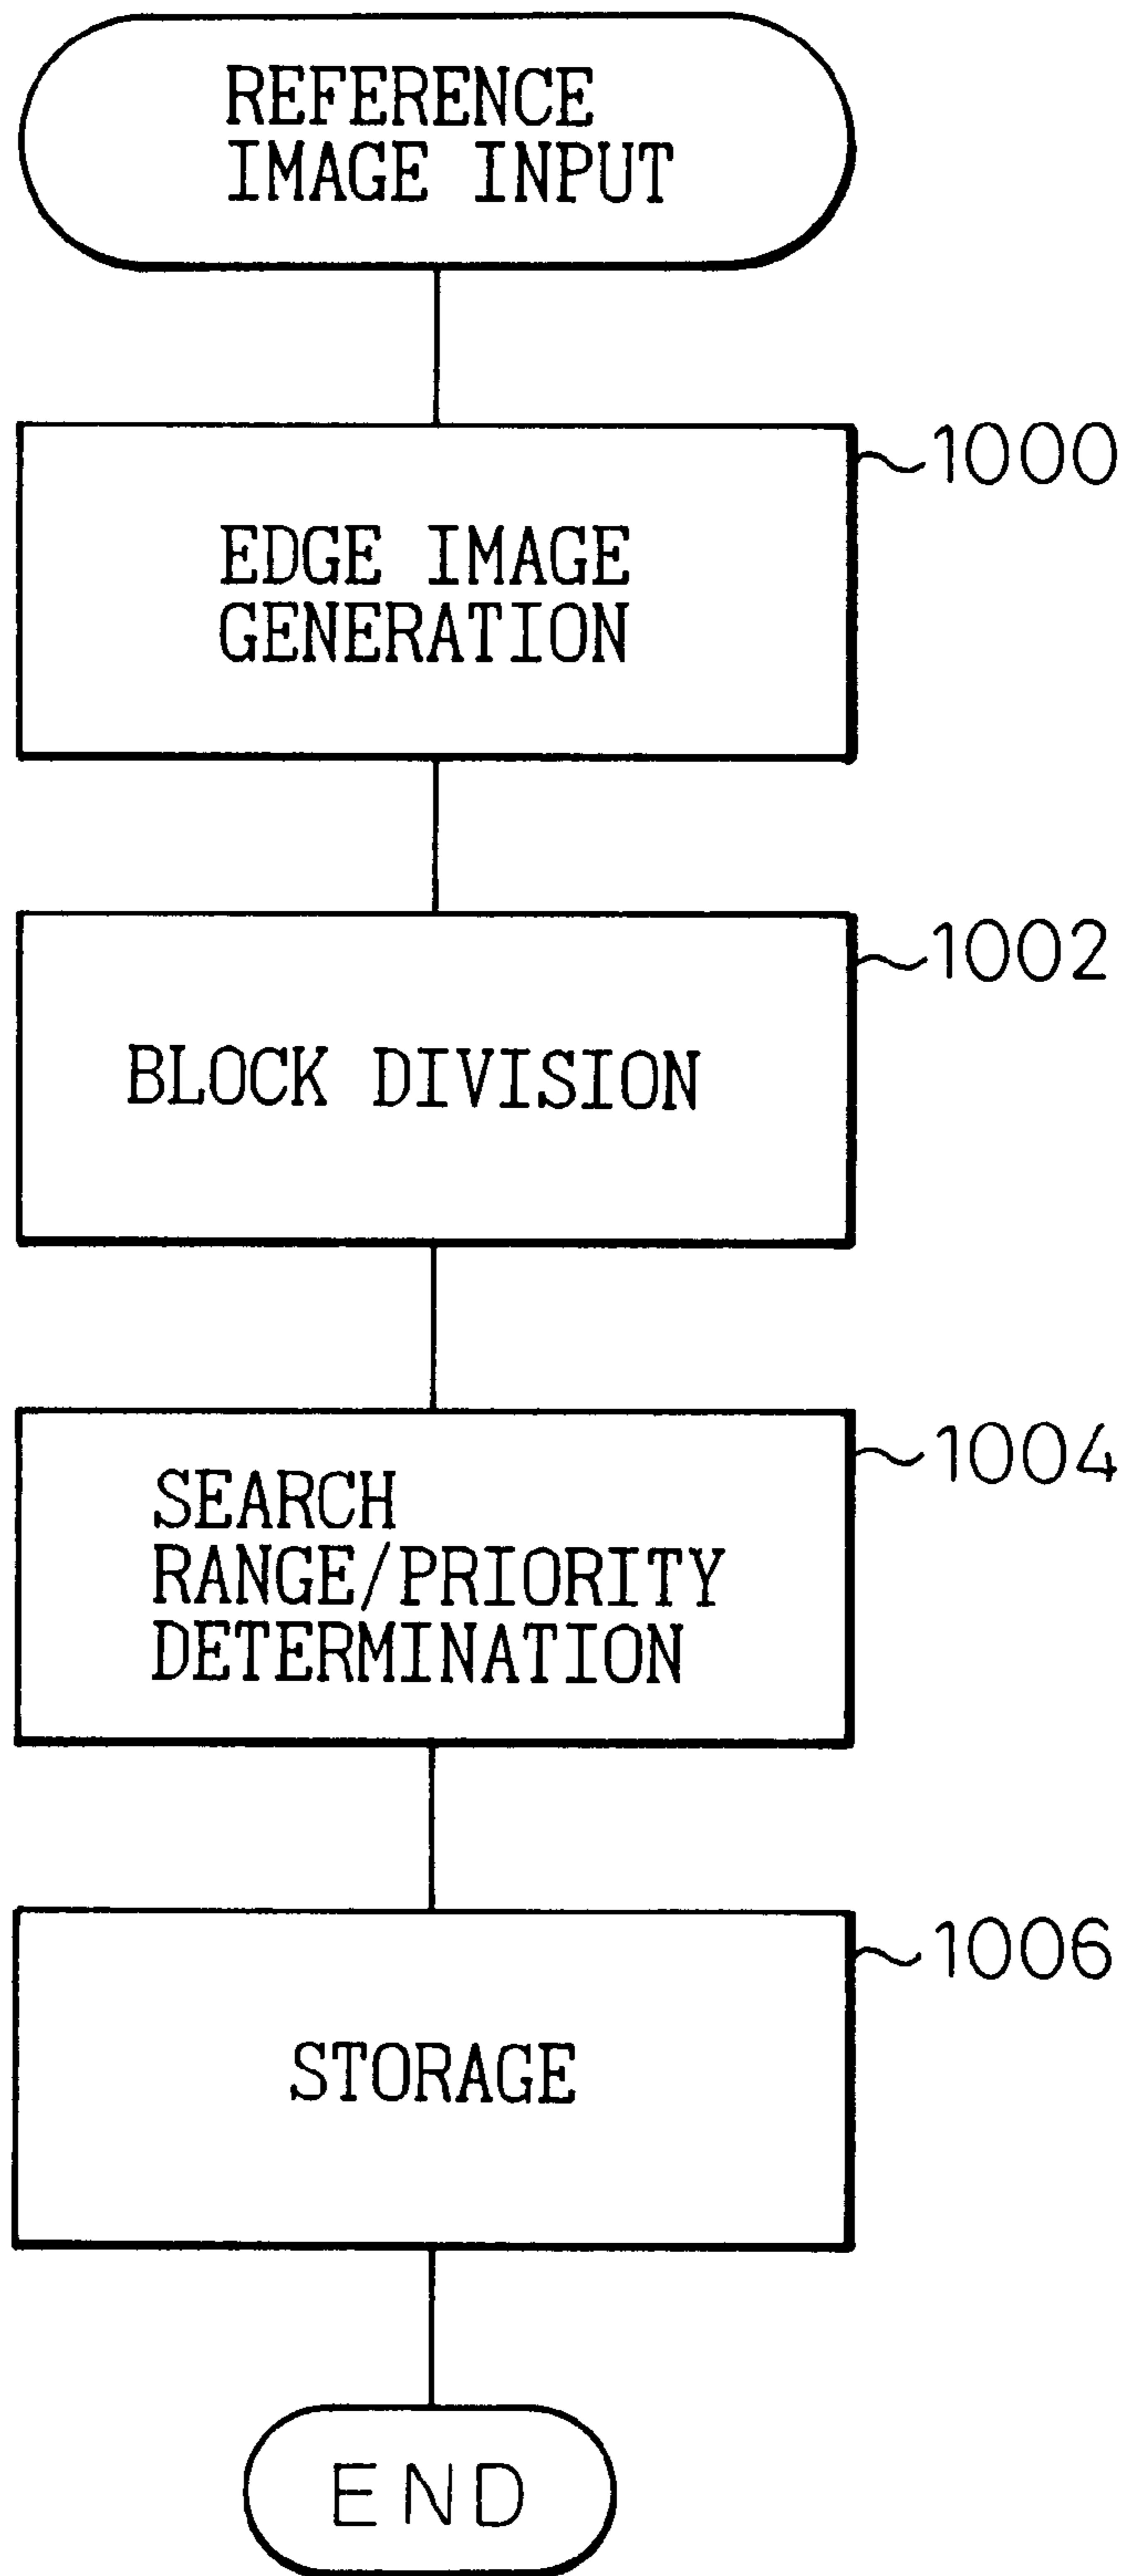 REFERENCE
IMAGE INPUT
1000
EDGE IMAGE
GENERATION
1002
BLOCK DIVISION
1004
SEARCH
RANGE/PRIORITY
DETERMINATION
1006
STORAGE
END